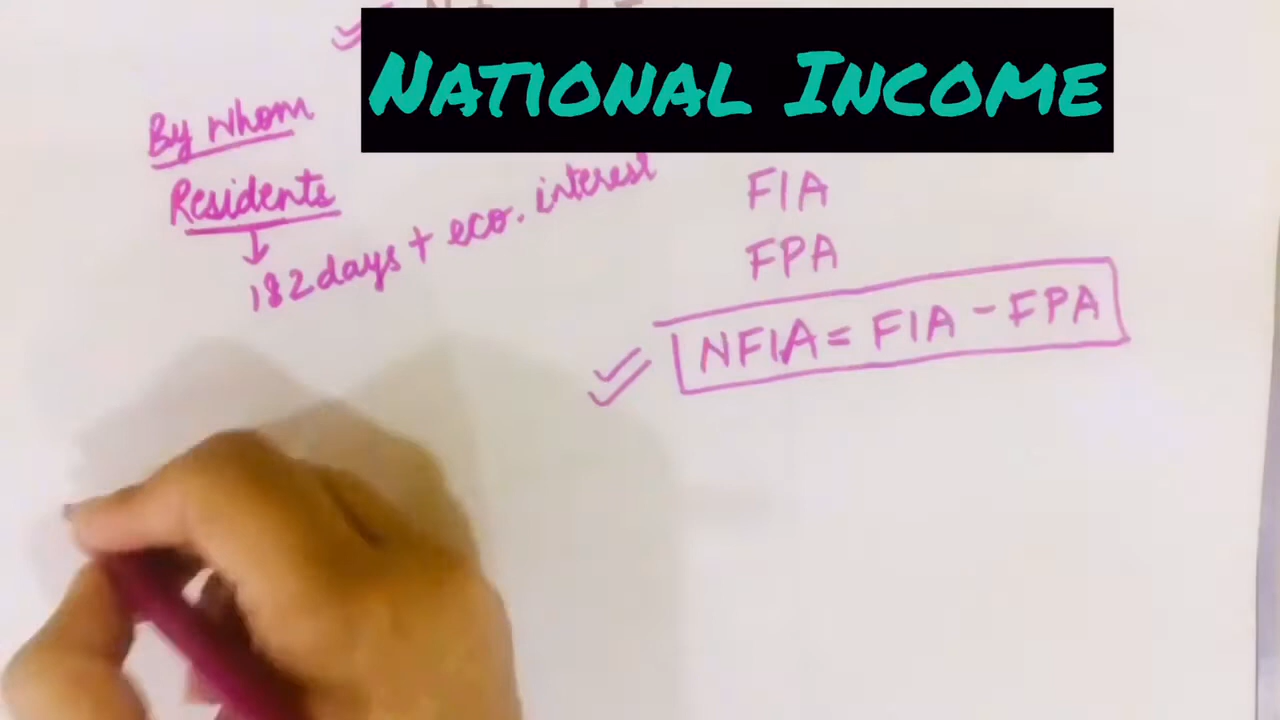 NATIONAL INCOME
By whom
Residents
182 days + eco. interest
FIA
FPA
NFIA = FIA - FPA